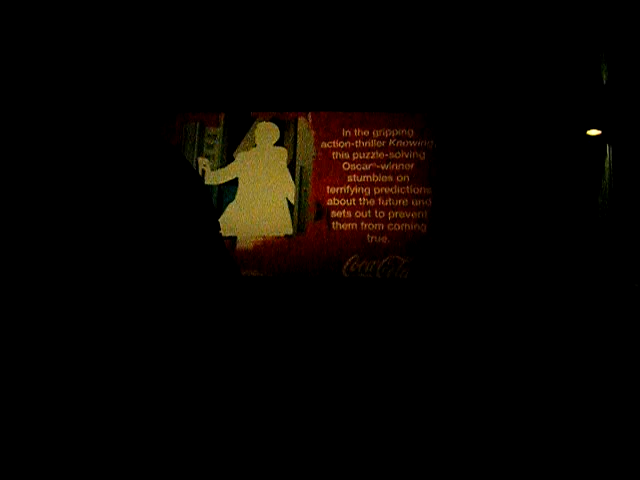 In the gripping
action-thriller Knowing,
this puzzle-solving
Oscar®-winner
stumbles on
terrifying predictions
about the future and
sets out to prevent
them from coming
true.
Coca-Cola